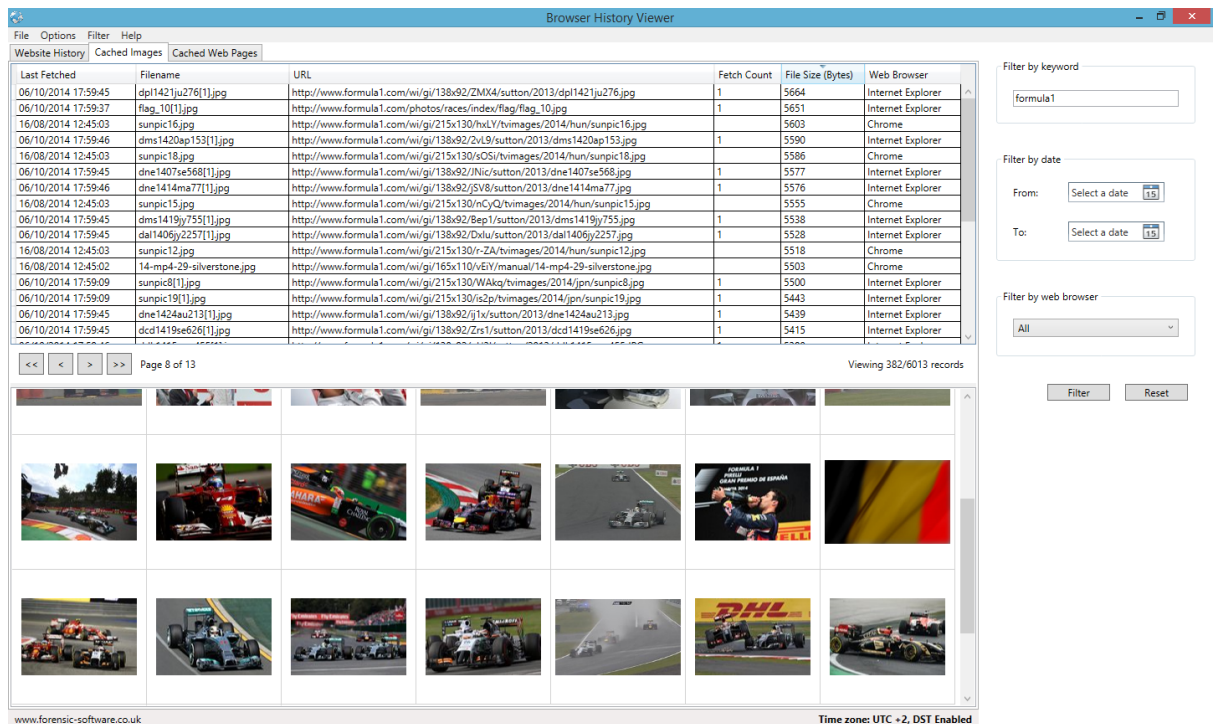 Browser History Viewer
File Options Filter Help
Website History Cached Images Cached Web Pages
Last Fetched Filename URL Fetch Count File Size (Bytes) Web Browser
06/10/2014 17:59:45 dpl1421ju276[1].jpg http://www.formula1.com/wi/gi/138x92/ZMX4/sutton/2013/dpl1421ju276.jpg 1 5664 Internet Explorer
06/10/2014 17:59:37 flag_10[1].jpg http://www.formula1.com/photos/races/index/flag/flag_10.jpg 1 5651 Internet Explorer
16/08/2014 12:45:03 sunpic16.jpg http://www.formula1.com/wi/gi/215x130/hxLY/tvimages/2014/hun/sunpic16.jpg 5603 Chrome
06/10/2014 17:59:46 dms1420ap153[1].jpg http://www.formula1.com/wi/gi/138x92/2vL9/sutton/2013/dms1420ap153.jpg 1 5590 Internet Explorer
16/08/2014 12:45:03 sunpic18.jpg http://www.formula1.com/wi/gi/215x130/sOSi/tvimages/2014/hun/sunpic18.jpg 5586 Chrome
06/10/2014 17:59:45 dne1407se568[1].jpg http://www.formula1.com/wi/gi/138x92/JNic/sutton/2013/dne1407se568.jpg 1 5577 Internet Explorer
06/10/2014 17:59:46 dne1414ma77[1].jpg http://www.formula1.com/wi/gi/138x92/jSV8/sutton/2013/dne1414ma77.jpg 1 5576 Internet Explorer
16/08/2014 12:45:03 sunpic15.jpg http://www.formula1.com/wi/gi/215x130/nCyQ/tvimages/2014/hun/sunpic15.jpg 5555 Chrome
06/10/2014 17:59:45 dms1419jy755[1].jpg http://www.formula1.com/wi/gi/138x92/Bep1/sutton/2013/dms1419jy755.jpg 1 5538 Internet Explorer
06/10/2014 17:59:45 dal1406jy2257[1].jpg http://www.formula1.com/wi/gi/138x92/Dxlu/sutton/2013/dal1406jy2257.jpg 1 5528 Internet Explorer
16/08/2014 12:45:03 sunpic12.jpg http://www.formula1.com/wi/gi/215x130/r-ZA/tvimages/2014/hun/sunpic12.jpg 5518 Chrome
16/08/2014 12:45:02 14-mp4-29-silverstone.jpg http://www.formula1.com/wi/gi/165x110/vEiY/manual/14-mp4-29-silverstone.jpg 5503 Chrome
06/10/2014 17:59:09 sunpic8[1].jpg http://www.formula1.com/wi/gi/215x130/WAkq/tvimages/2014/jpn/sunpic8.jpg 1 5500 Internet Explorer
06/10/2014 17:59:09 sunpic19[1].jpg http://www.formula1.com/wi/gi/215x130/is2p/tvimages/2014/jpn/sunpic19.jpg 1 5443 Internet Explorer
06/10/2014 17:59:45 dne1424au213[1].jpg http://www.formula1.com/wi/gi/138x92/ij1x/sutton/2013/dne1424au213.jpg 1 5439 Internet Explorer
06/10/2014 17:59:45 dcd1419se626[1].jpg http://www.formula1.com/wi/gi/138x92/Zrs1/sutton/2013/dcd1419se626.jpg 1 5415 Internet Explorer
<< < > >> Page 8 of 13 Viewing 382/6013 records
Filter by keyword
formula1
Filter by date
From: Select a date 15
To: Select a date 15
Filter by web browser
All
Filter Reset
FORMULA 1
PIRELLI
GRAN PREMIO DE ESPAÑA
DHL
www.forensic-software.co.uk Time zone: UTC +2, DST Enabled